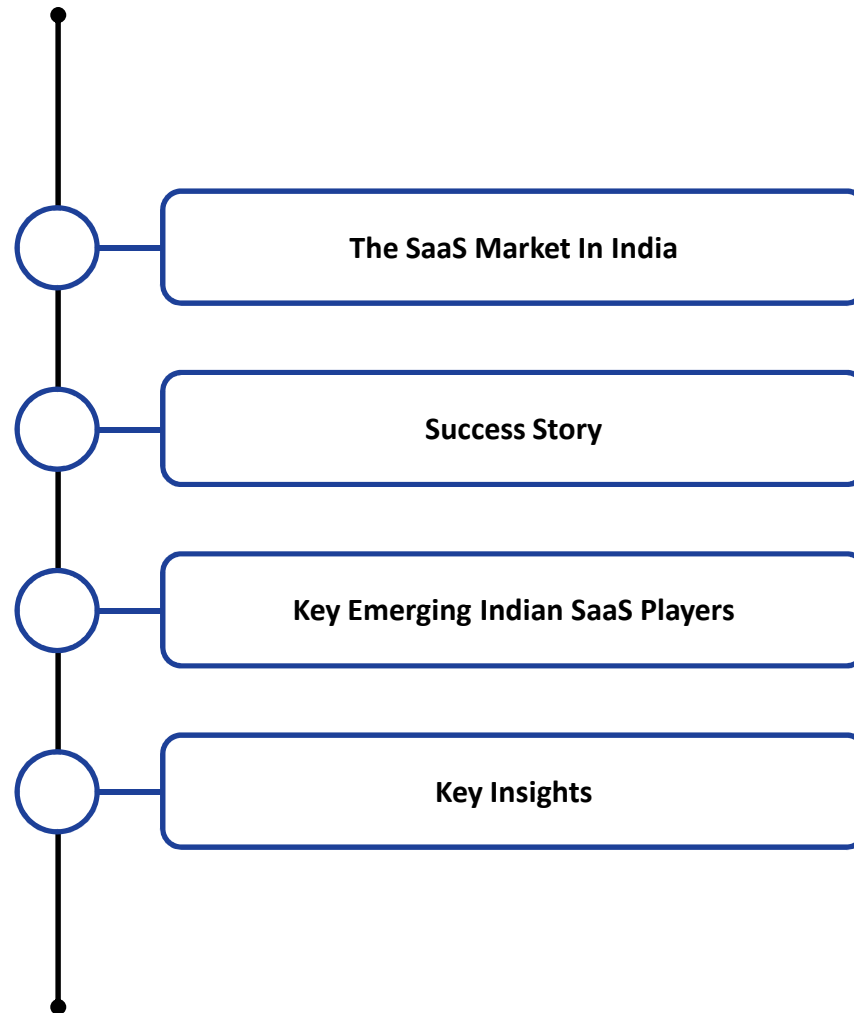 The SaaS Market In India
Success Story
Key Emerging Indian SaaS Players
Key Insights